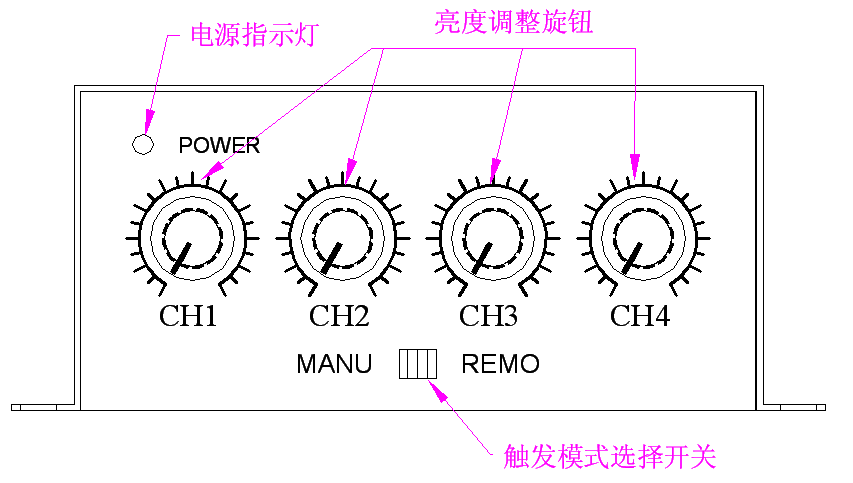 电源指示灯
亮度调整旋钮
POWER
CH1 CH2 CH3 CH4
MANU REMO
触发模式选择开关